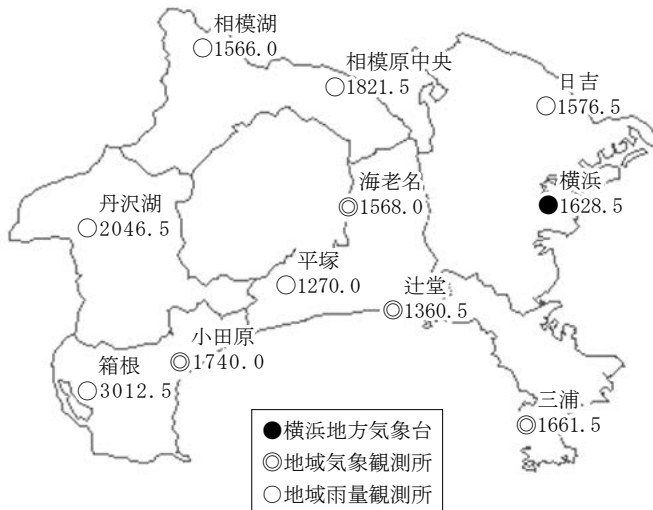 相模湖
○1566.0
相模原中央
○1821.5
日吉
○1576.5
丹沢湖
○2046.5
海老名
◎1568.0
横浜
●1628.5
平塚
○1270.0
辻堂
◎1360.5
小田原
◎1740.0
箱根
○3012.5
三浦
◎1661.5
●横浜地方気象台
◎地域気象観測所
○地域雨量観測所